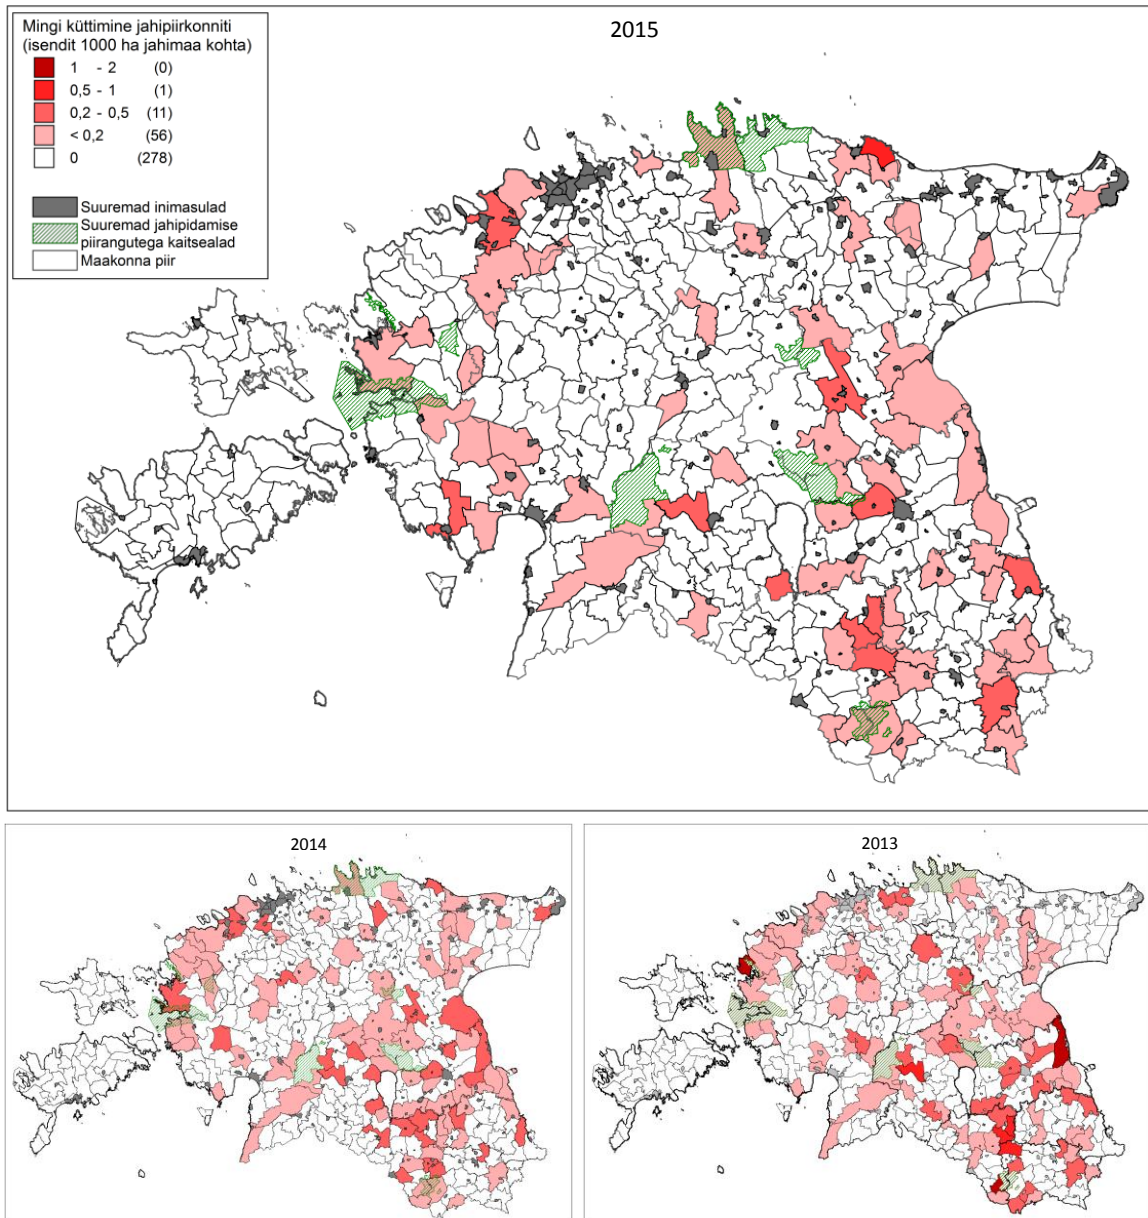 Mingi küttimine jahipiirkonniti
(isendit 1000 ha jahimaa kohta)
1 - 2 (0)
0,5 - 1 (1)
0,2 - 0,5 (11)
< 0,2 (56)
0 (278)
Suuremad inimasulad
Suuremad jahipidamise
piirangutega kaitsealad
Maakonna piir
2015
2014
2013